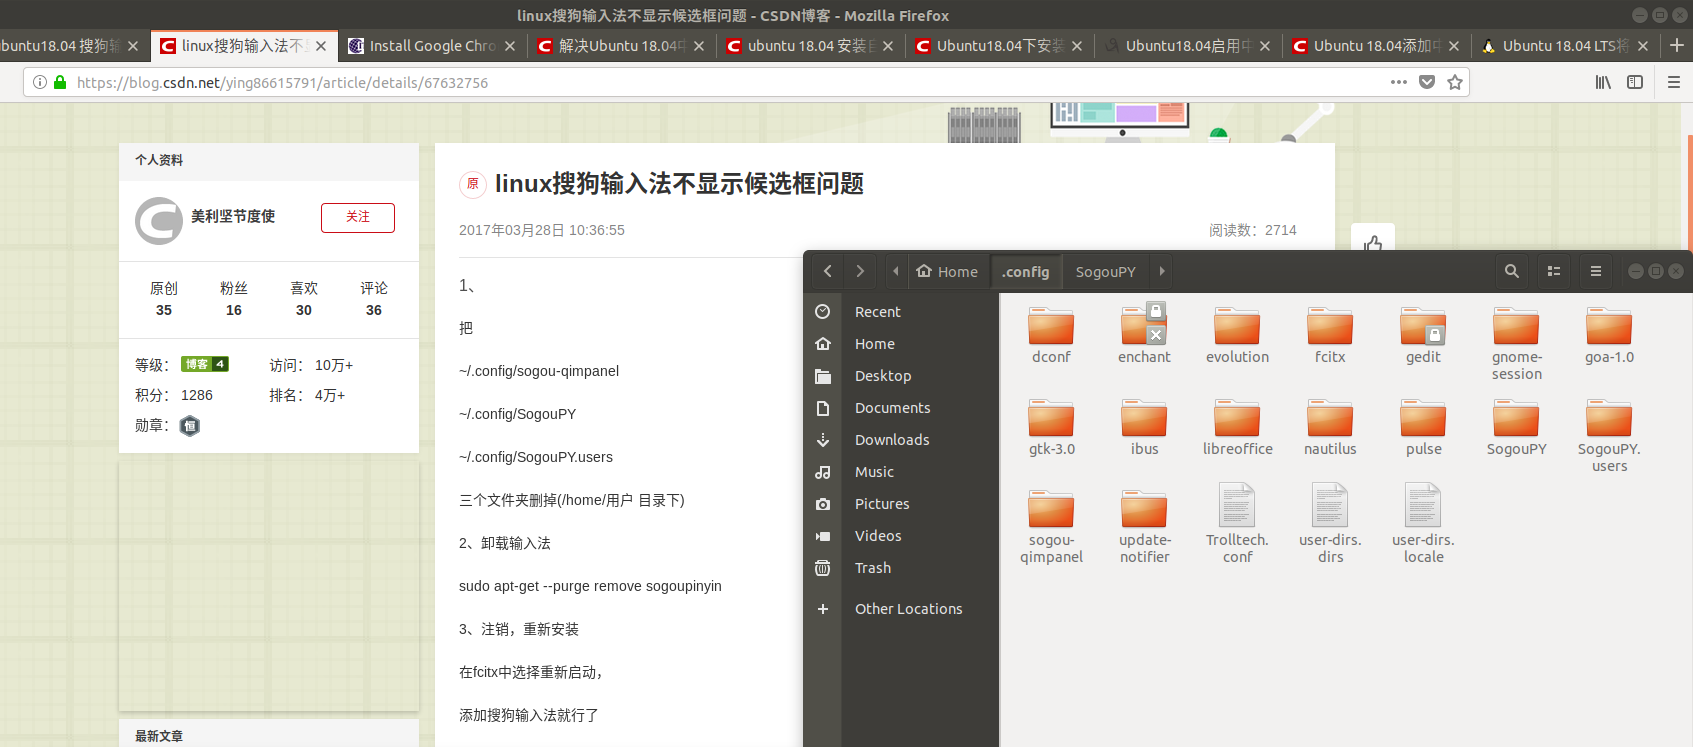 linux搜狗输入法不显示候选框问题 - CSDN博客 - Mozilla Firefox
buntu18.04 搜狗输
linux搜狗输入法不显
Install Google Chro
解决Ubuntu 18.04中
ubuntu 18.04 安装
Ubuntu18.04下安装
Ubuntu18.04启用中
Ubuntu 18.04添加中
Ubuntu 18.04 LTS将
https://blog.csdn.net/ying86615791/article/details/67632756
个人资料
美利坚节度使
关注
原创 粉丝 喜欢 评论
35 16 30 36
等级： 博客 4 访问： 10万+
积分： 1286 排名： 4万+
勋章： 恒
最新文章
原 linux搜狗输入法不显示候选框问题
2017年03月28日 10:36:55 阅读数：2714
1、
把
~/.config/sogou-qimpanel
~/.config/SogouPY
~/.config/SogouPY.users
三个文件夹删掉(/home/用户 目录下)
2、卸载输入法
sudo apt-get --purge remove sogoupinyin
3、注销，重新安装
在fcitx中选择重新启动，
添加搜狗输入法就行了
Home .config SogouPY
Recent
Home
Desktop
Documents
Downloads
Music
Pictures
Videos
Trash
Other Locations
dconf
enchant
evolution
fcitx
gedit
gnome-
session
goa-1.0
gtk-3.0
ibus
libreoffice
nautilus
pulse
SogouPY
SogouPY.
users
sogou-
qimpanel
update-
notifier
Trolltech.
conf
user-dirs.
dirs
user-dirs.
locale